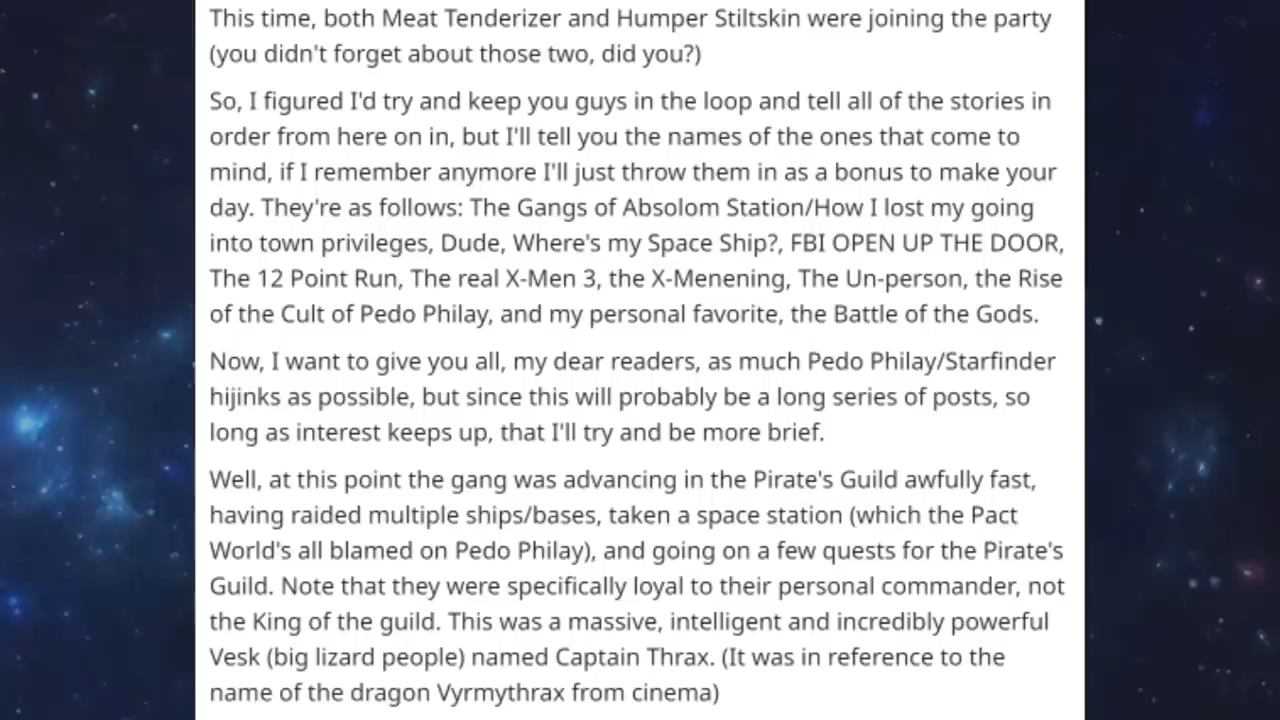 This time, both Meat Tenderizer and Humper Stiltskin were joining the party
(you didn't forget about those two, did you?)
So, I figured I'd try and keep you guys in the loop and tell all of the stories in
order from here on in, but I'll tell you the names of the ones that come to
mind, if I remember anymore I'll just throw them in as a bonus to make your
day. They're as follows: The Gangs of Absolom Station/How I lost my going
into town privileges, Dude, Where's my Space Ship?, FBI OPEN UP THE DOOR,
The 12 Point Run, The real X-Men 3, the X-Menening, The Un-person, the Rise
of the Cult of Pedo Philay, and my personal favorite, the Battle of the Gods.
Now, I want to give you all, my dear readers, as much Pedo Philay/Starfinder
hijinks as possible, but since this will probably be a long series of posts, so
long as interest keeps up, that I'll try and be more brief.
Well, at this point the gang was advancing in the Pirate's Guild awfully fast,
having raided multiple ships/bases, taken a space station (which the Pact
World's all blamed on Pedo Philay), and going on a few quests for the Pirate's
Guild. Note that they were specifically loyal to their personal commander, not
the King of the guild. This was a massive, intelligent and incredibly powerful
Vesk (big lizard people) named Captain Thrax. (It was in reference to the
name of the dragon Vyrmythrax from cinema)